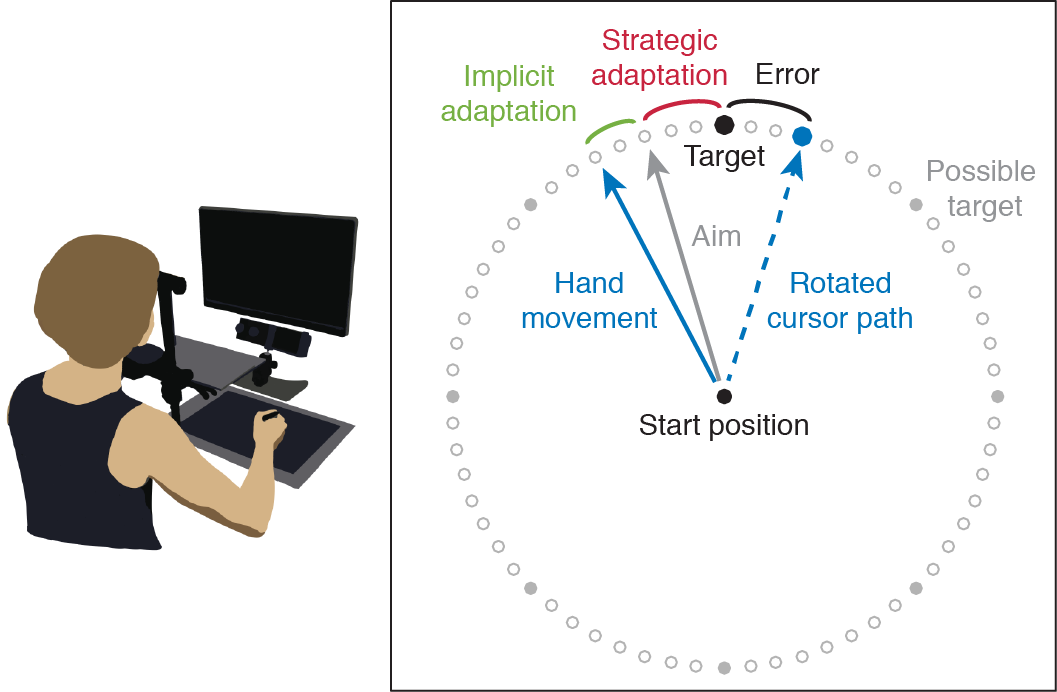 Strategic
adaptation
Error
Implicit
adaptation
Target
Possible
target
Aim
Hand
movement
Rotated
cursor path
Start position